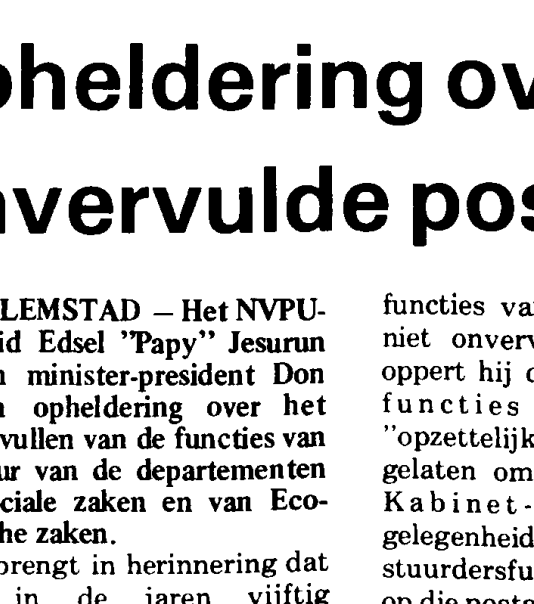 pheldering ov
nvervulde pos
LEMSTAD – Het NVPU-
id Edsel "Papy" Jesurun
n minister-president Don
n opheldering over het
vullen van de functies van
ur van de departementen
ciale zaken en van Eco-
he zaken.
brengt in herinnering dat
in de jaren vijftig
functies va
niet onverv
oppert hij d
functies
"opzettelijk
gelaten om
Kabinet-
gelegenheid
stuurdersfu
op die posta